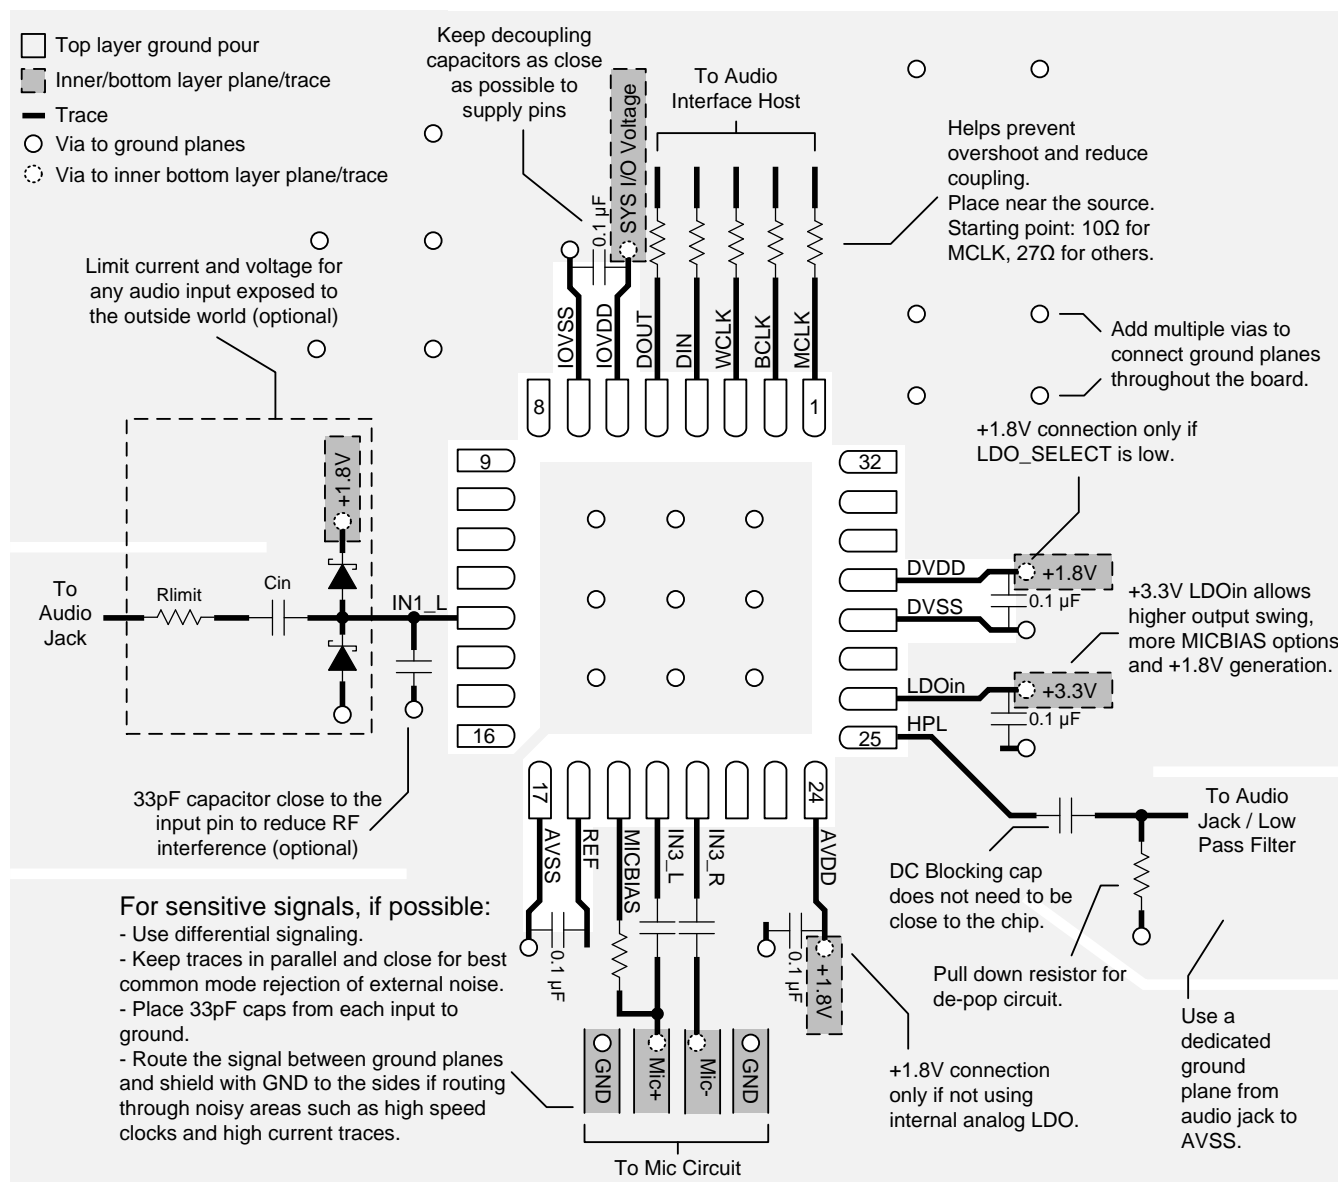 Top layer ground pour
Inner/bottom layer plane/trace
Trace
Via to ground planes
Via to inner bottom layer plane/trace
Keep decoupling
capacitors as close
as possible to
supply pins
To Audio
Interface Host
SYS I/O Voltage
0.1 µF
Helps prevent
overshoot and reduce
coupling.
Place near the source.
Starting point: 10Ω for
MCLK, 27Ω for others.
Limit current and voltage for
any audio input exposed to
the outside world (optional)
Add multiple vias to
connect ground planes
throughout the board.
IOVSS
IOVDD
DOUT
DIN
WCLK
BCLK
MCLK
8
1
9
32
16
25
17
24
+1.8V connection only if
LDO_SELECT is low.
+1.8V
To
Audio
Jack
Rlimit
Cin
IN1_L
DVDD
+1.8V
0.1 µF
DVSS
LDOin
+3.3V
0.1 µF
HPL
+3.3V LDOin allows
higher output swing,
more MICBIAS options
and +1.8V generation.
33pF capacitor close to the
input pin to reduce RF
interference (optional)
To Audio
Jack / Low
Pass Filter
AVSS
REF
MICBIAS
IN3_L
IN3_R
AVDD
0.1 µF
0.1 µF
+1.8V
DC Blocking cap
does not need to be
close to the chip.
Pull down resistor for
de-pop circuit.
Use a
dedicated
ground
plane from
audio jack to
AVSS.
+1.8V connection
only if not using
internal analog LDO.
For sensitive signals, if possible:
- Use differential signaling.
- Keep traces in parallel and close for best
common mode rejection of external noise.
- Place 33pF caps from each input to
ground.
- Route the signal between ground planes
and shield with GND to the sides if routing
through noisy areas such as high speed
clocks and high current traces.
GND
Mic+
Mic-
GND
To Mic Circuit